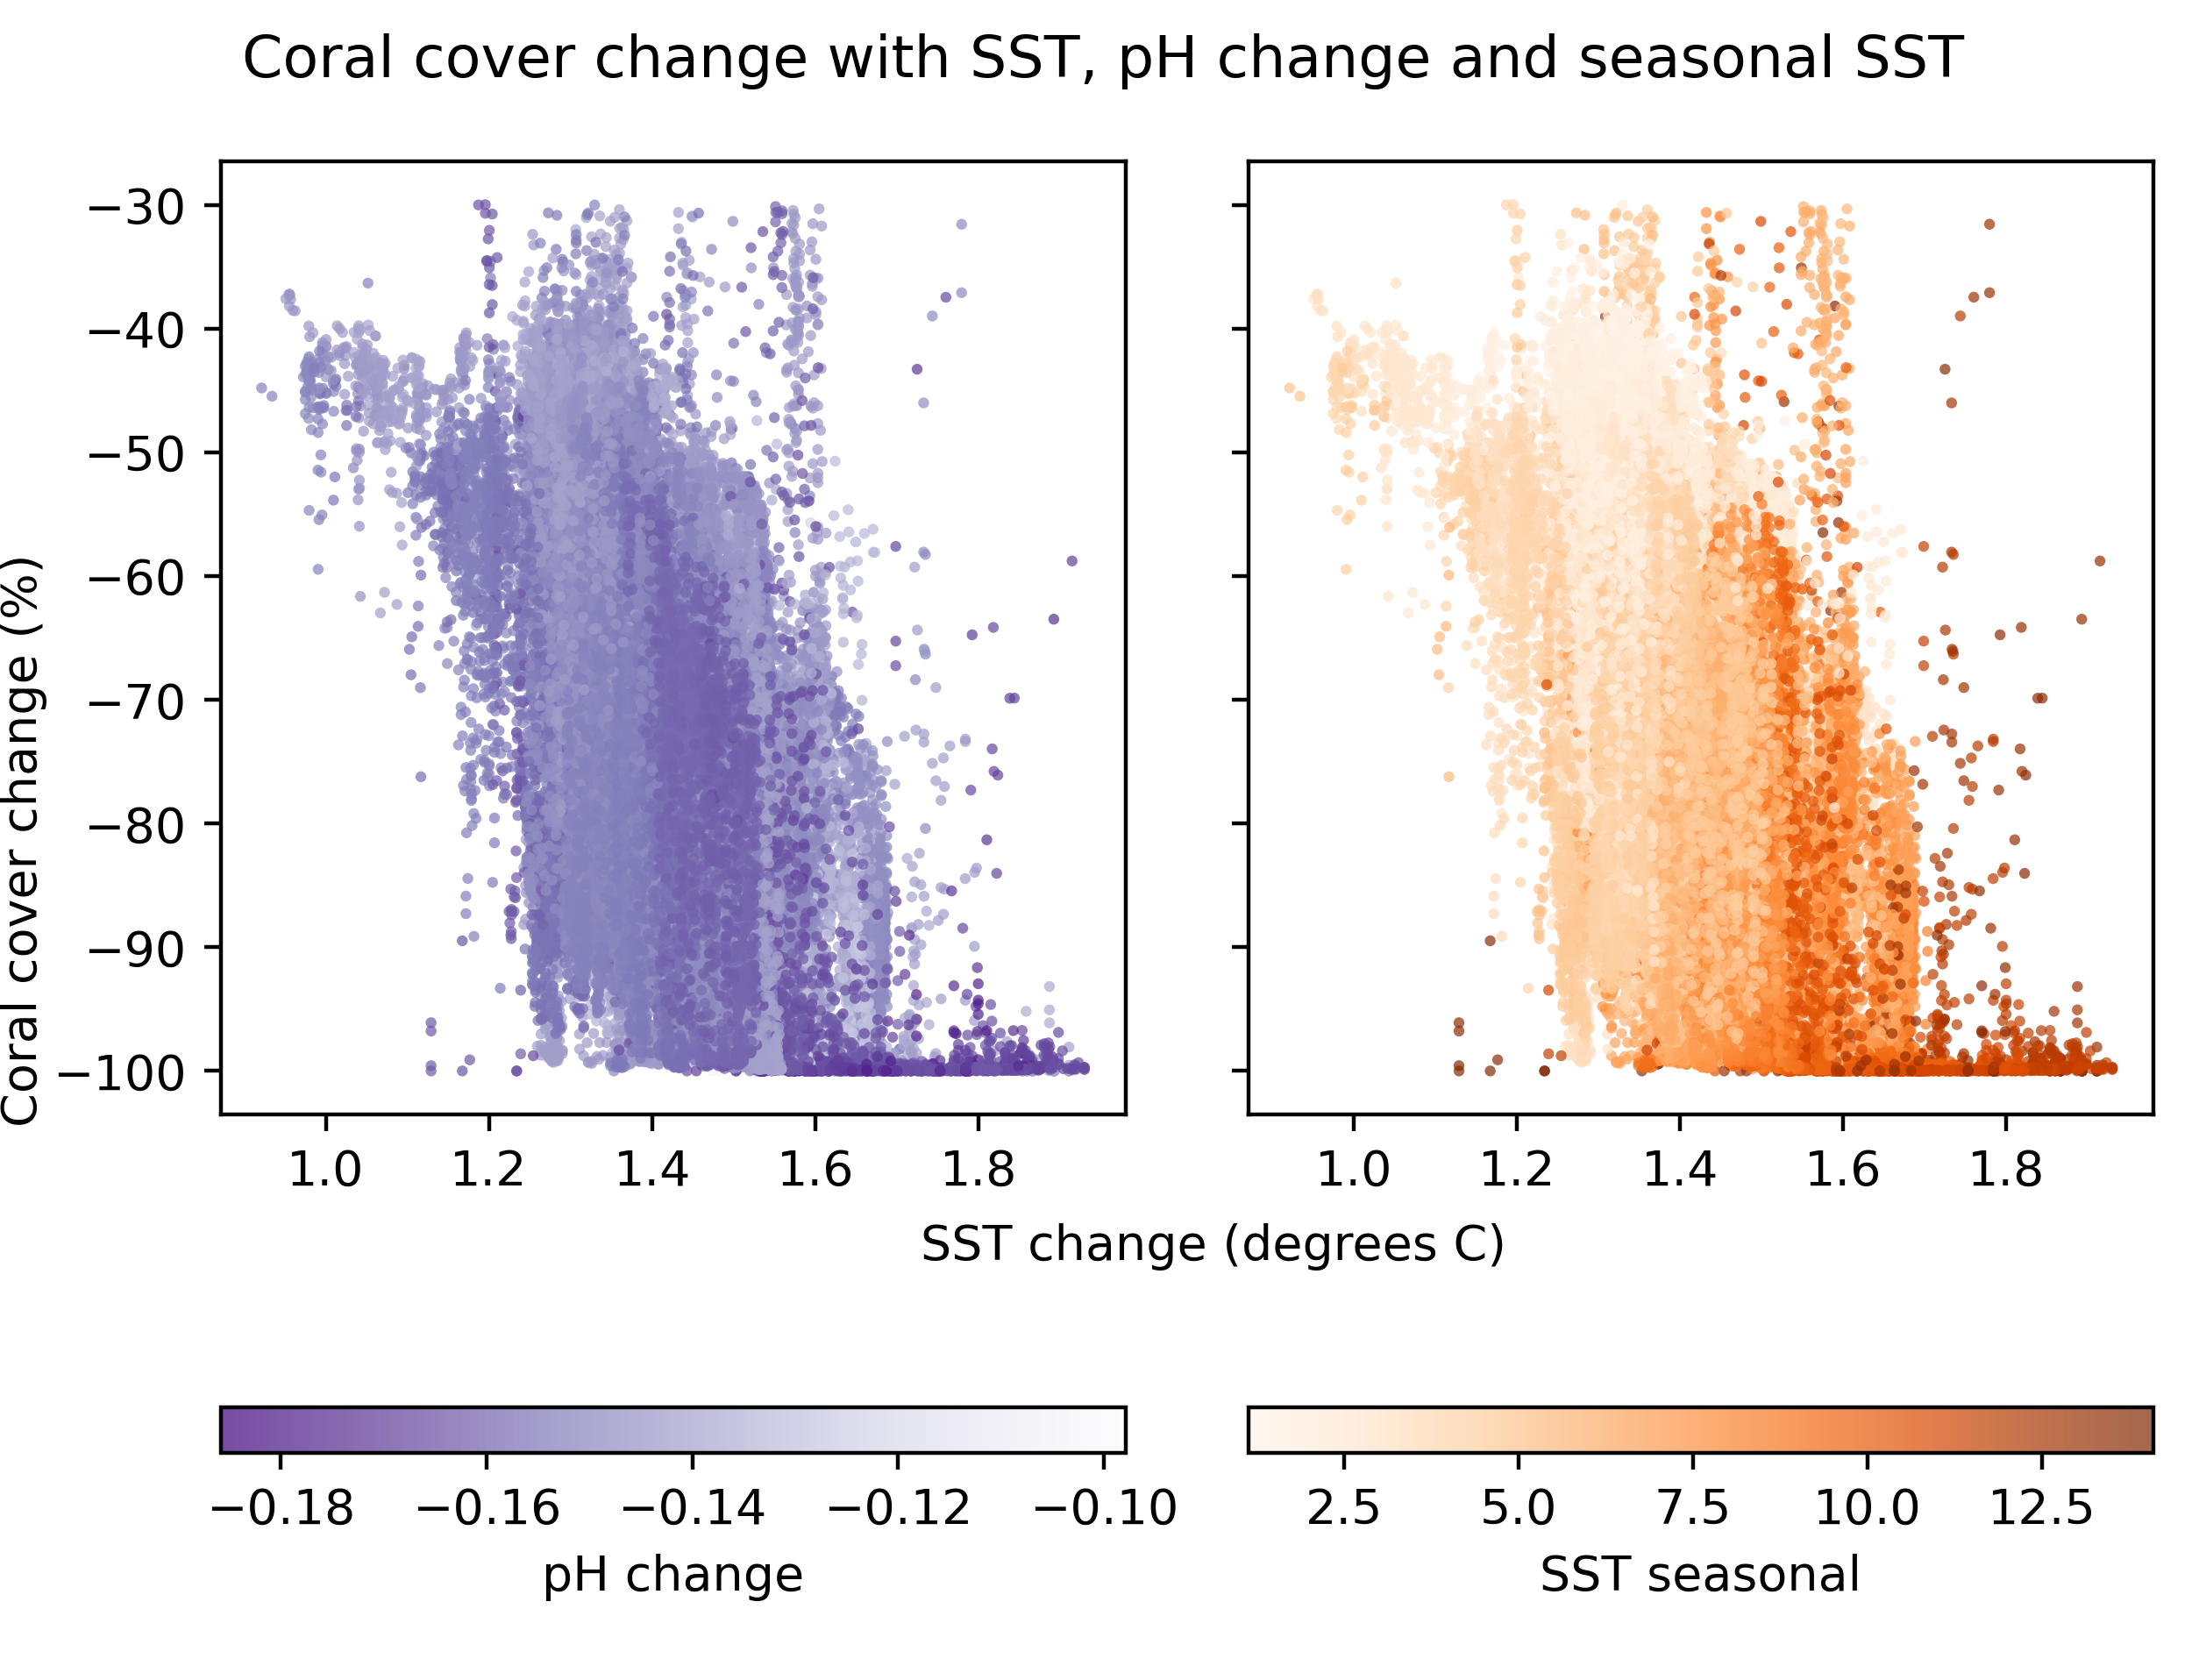 Coral cover change with SST, pH change and seasonal SST
Coral cover change (%)
−30
−40
−50
−60
−70
−80
−90
−100
1.0 1.2 1.4 1.6 1.8
1.0 1.2 1.4 1.6 1.8
SST change (degrees C)
−0.18 −0.16 −0.14 −0.12 −0.10
pH change
2.5 5.0 7.5 10.0 12.5
SST seasonal